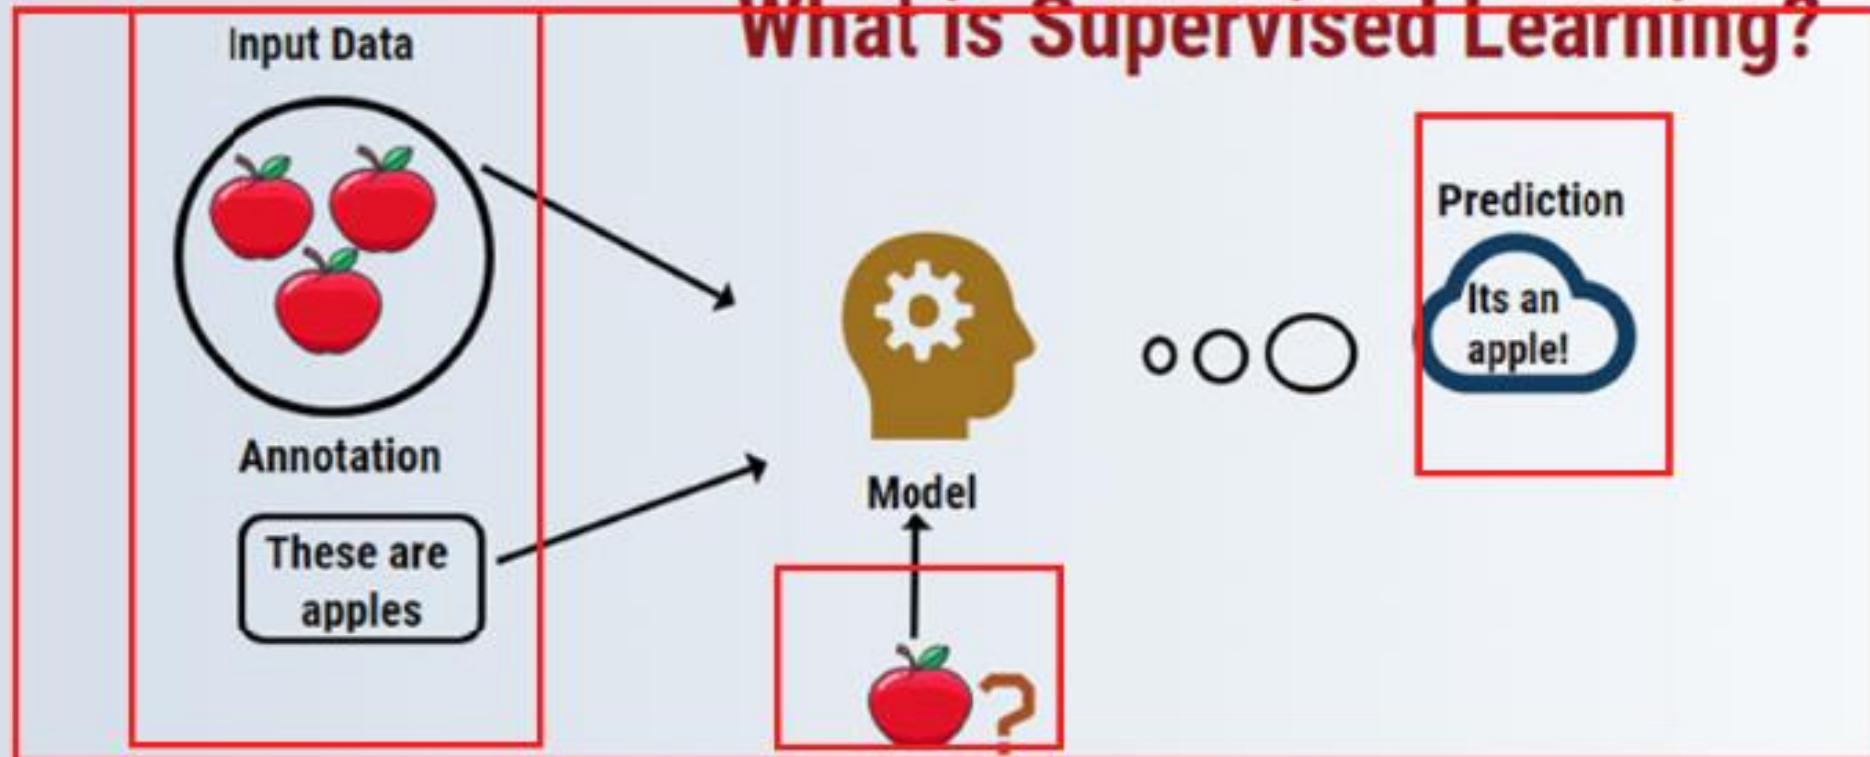 What is Supervised Learning?
Input Data
Annotation
These are
apples
Model
?
Prediction
Its an
apple!